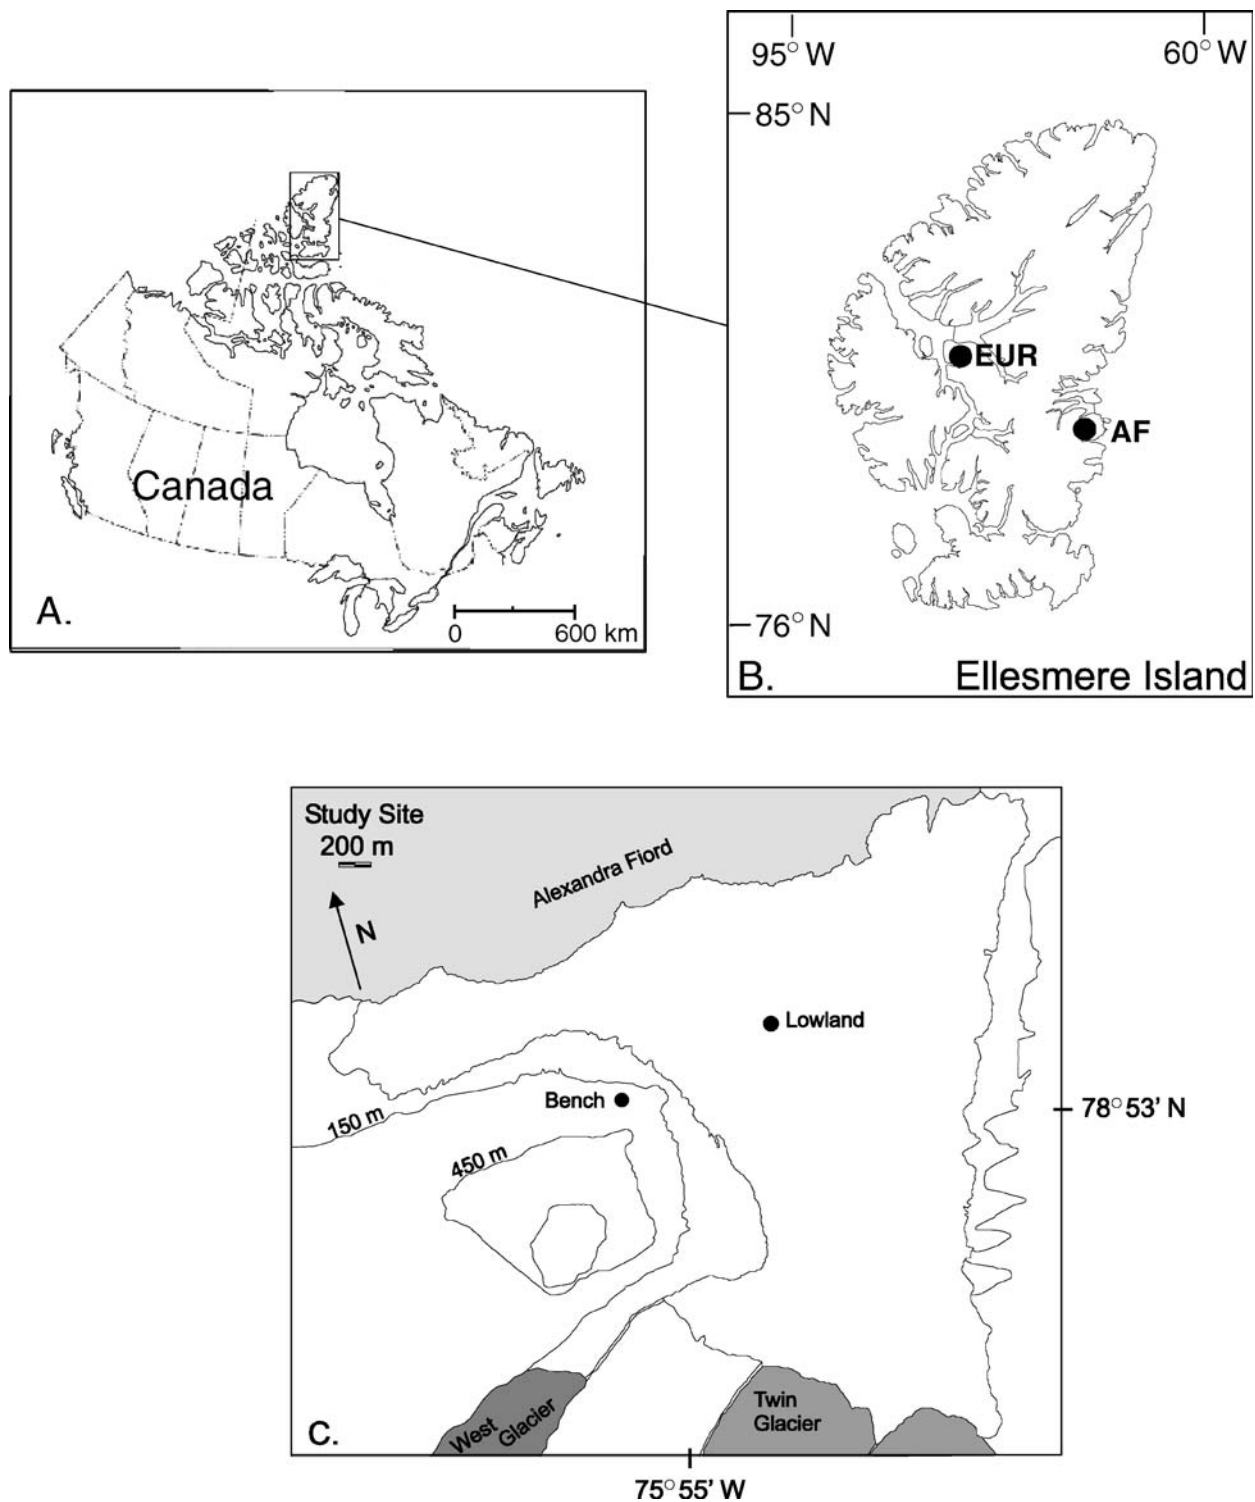 Canada
A.
0 600 km
95° W 60° W
85° N
EUR
AF
76° N
B. Ellesmere Island
Study Site
200 m
Alexandra Fiord
N
Lowland
Bench
78° 53’ N
150 m
450 m
Twin
Glacier
West
Glacier
C.
75° 55’ W